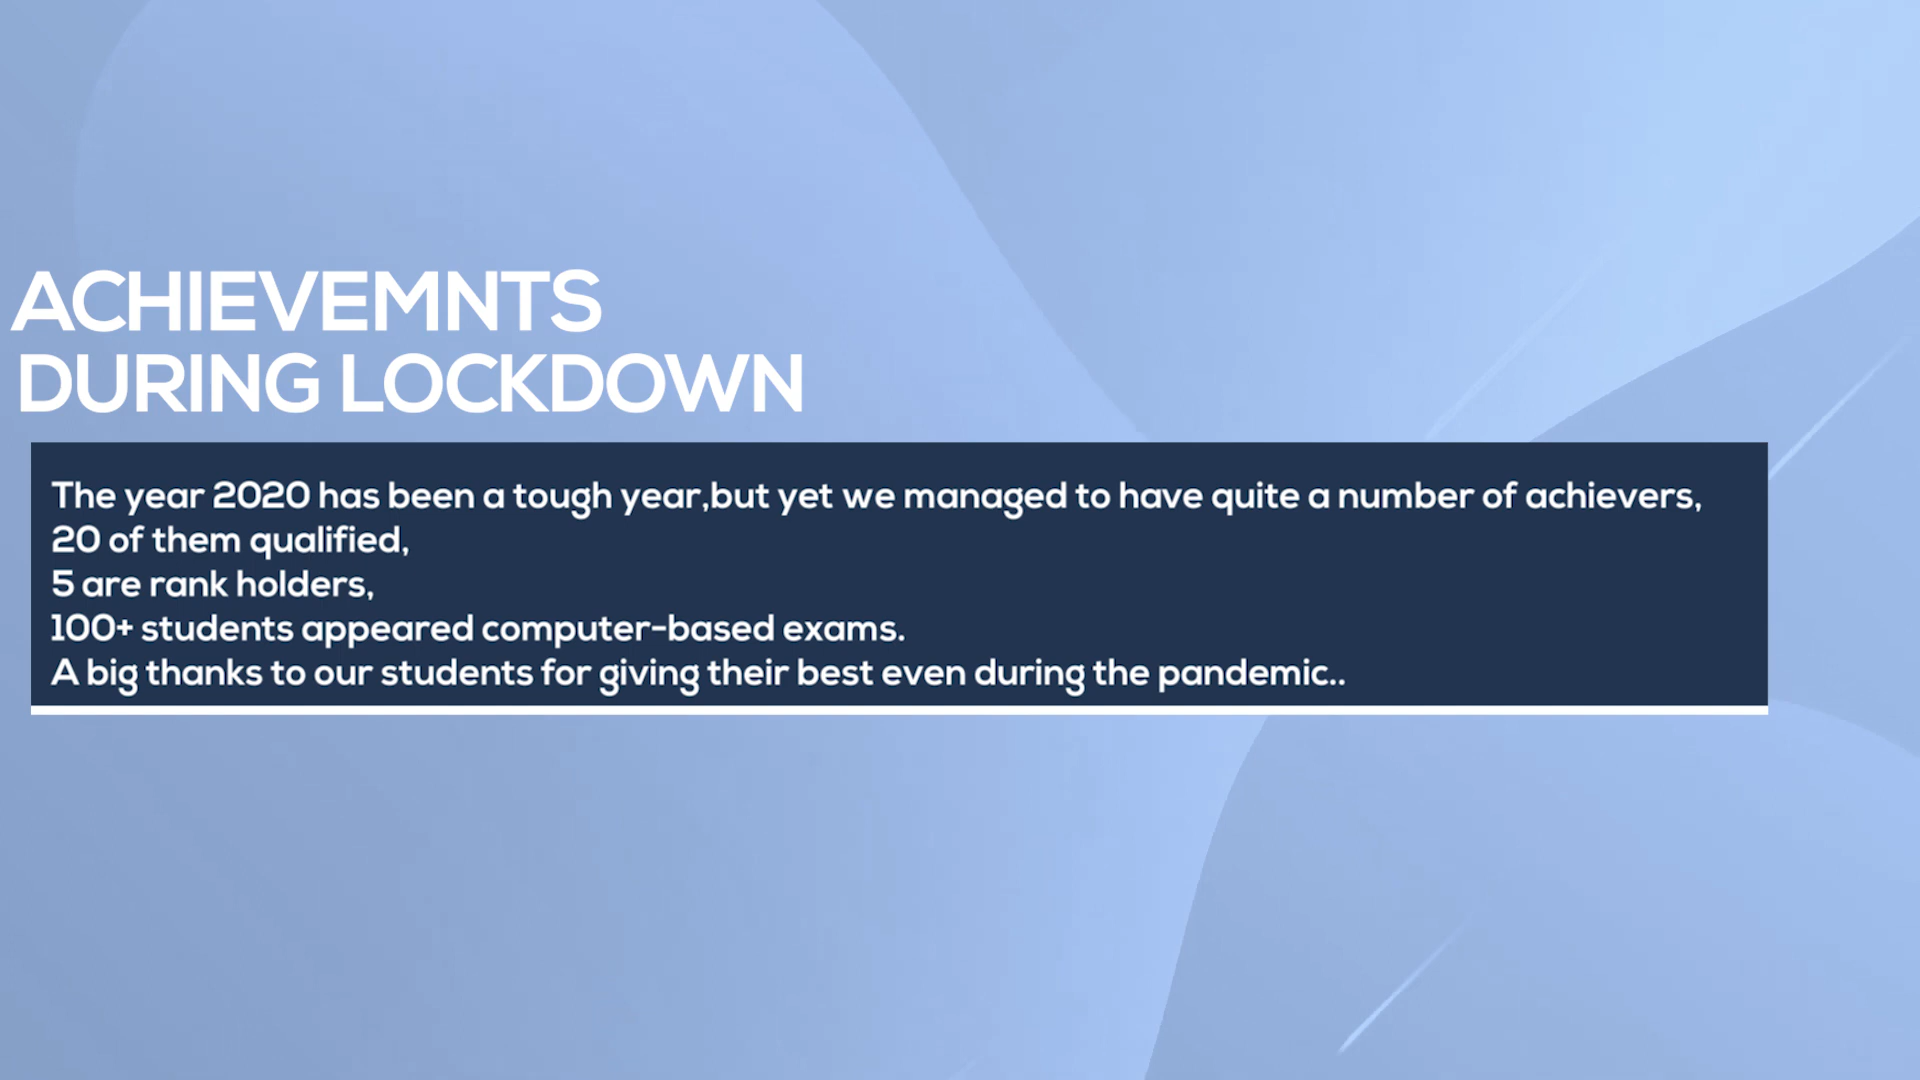 ACHIEVEMNTS
DURING LOCKDOWN
The year 2020 has been a tough year,but yet we managed to have quite a number of achievers,
20 of them qualified,
5 are rank holders,
100+ students appeared computer-based exams.
A big thanks to our students for giving their best even during the pandemic..